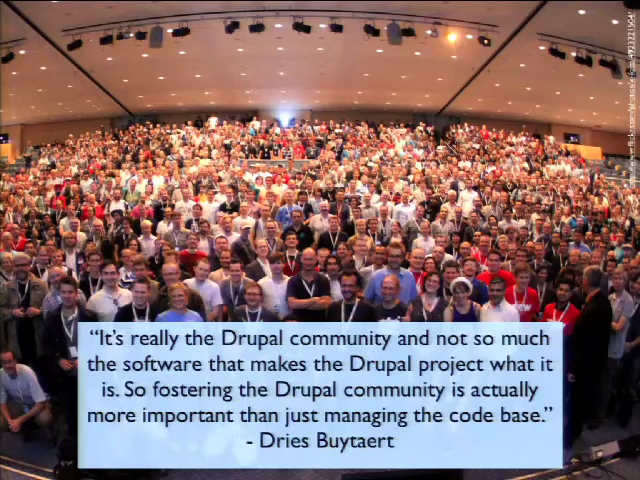 “It’s really the Drupal community and not so much
the software that makes the Drupal project what it
is. So fostering the Drupal community is actually
more important than just managing the code base.”
- Dries Buytaert